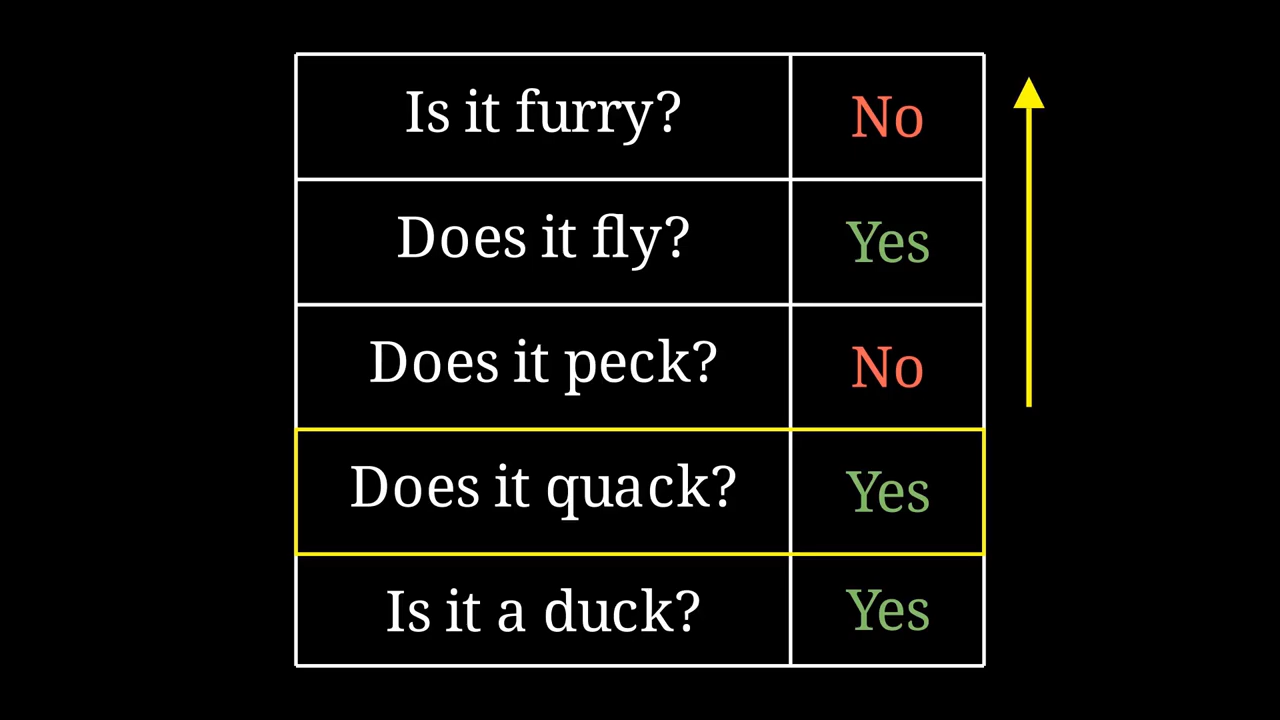 Is it furry? No
Does it fly? Yes
Does it peck? No
Does it quack? Yes
Is it a duck? Yes